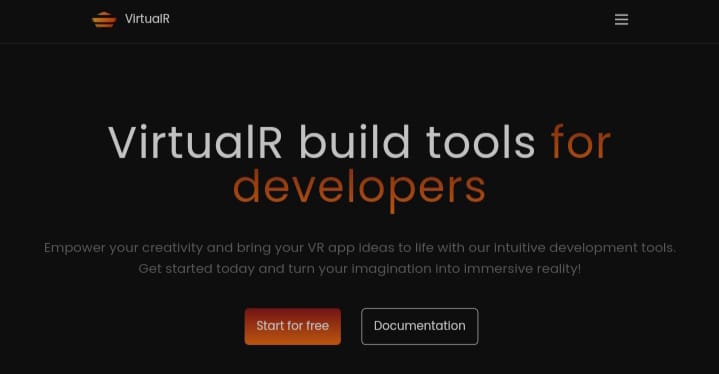 VirtualR
VirtualR build tools for
developers
Empower your creativity and bring your VR app ideas to life with our intuitive development tools.
Get started today and turn your imagination into immersive reality!
Start for free
Documentation